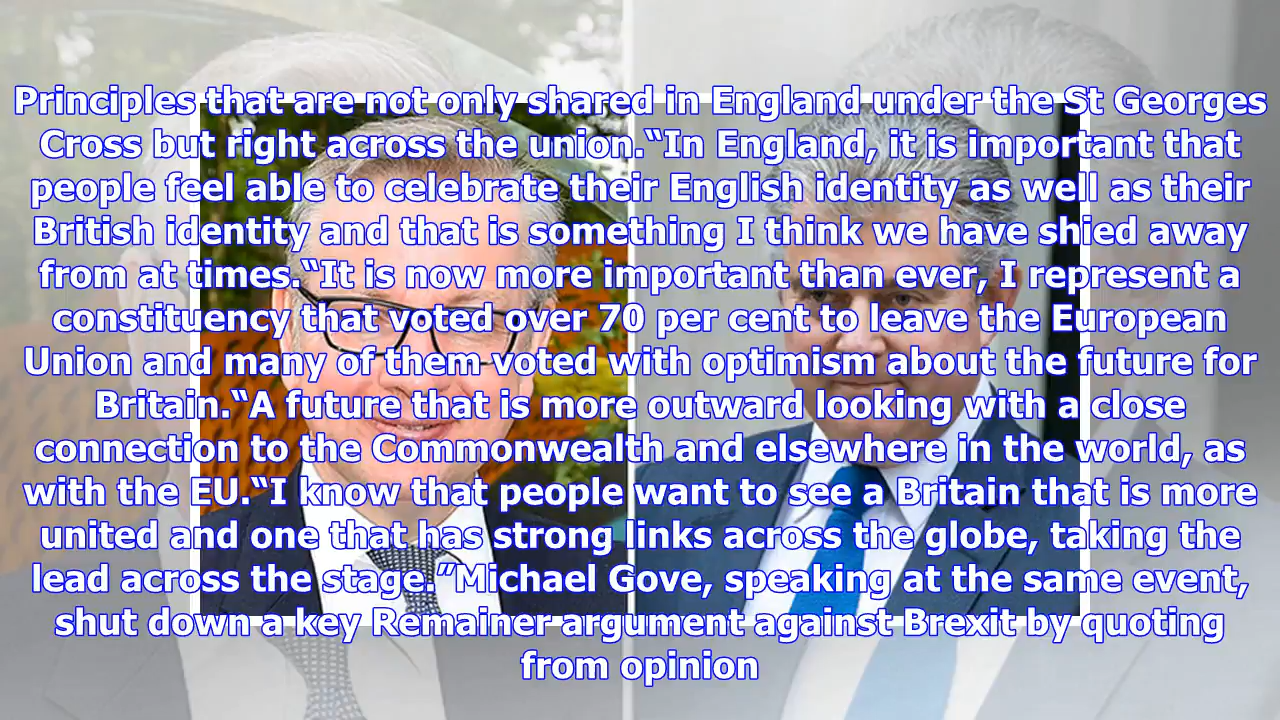 Principles that are not only shared in England under the St Georges
Cross but right across the union.“In England, it is important that
people feel able to celebrate their English identity as well as their
British identity and that is something I think we have shied away
from at times.“It is now more important than ever, I represent a
constituency that voted over 70 per cent to leave the European
Union and many of them voted with optimism about the future for
Britain.“A future that is more outward looking with a close
connection to the Commonwealth and elsewhere in the world, as
with the EU.“I know that people want to see a Britain that is more
united and one that has strong links across the globe, taking the
lead across the stage.”Michael Gove, speaking at the same event,
shut down a key Remainer argument against Brexit by quoting
from opinion